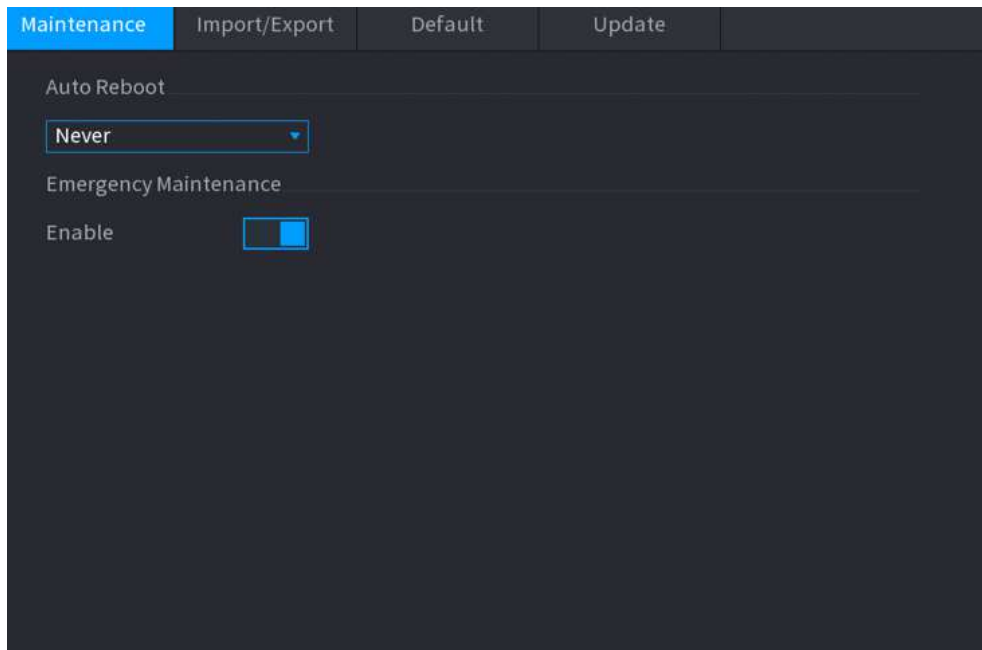 Maintenance Import/Export Default Update
Auto Reboot
Never
Emergency Maintenance
Enable